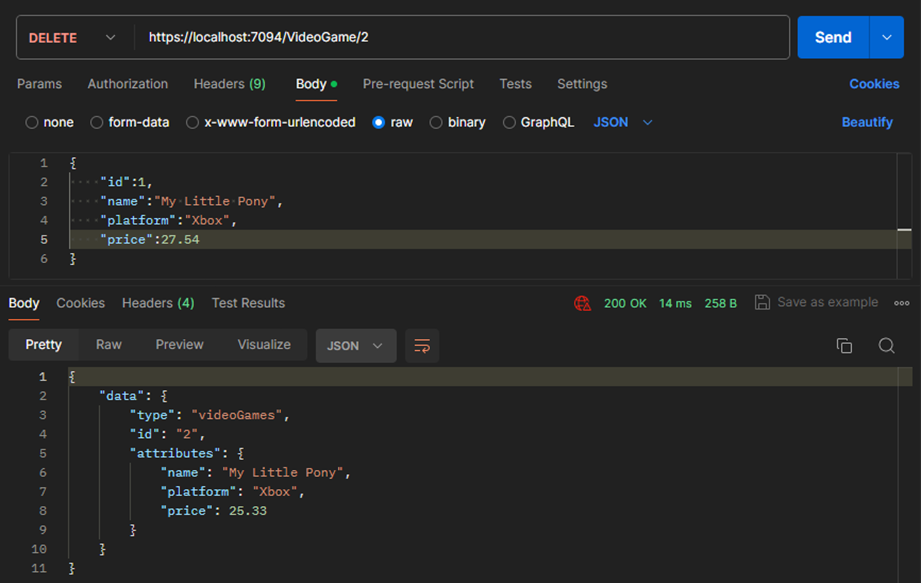 DELETE https://localhost:7094/VideoGame/2 Send
Params Authorization Headers (9) Body Pre-request Script Tests Settings Cookies
none form-data x-www-form-urlencoded raw binary GraphQL JSON Beautify
1 {
2 "id":1,
3 "name":"My Little Pony",
4 "platform":"Xbox",
5 "price":27.54
6 }
Body Cookies Headers (4) Test Results 200 OK 14 ms 258 B Save as example
Pretty Raw Preview Visualize JSON
1 {
2 "data": {
3 "type": "videoGames",
4 "id": "2",
5 "attributes": {
6 "name": "My Little Pony",
7 "platform": "Xbox",
8 "price": 25.33
9 }
10 }
11 }